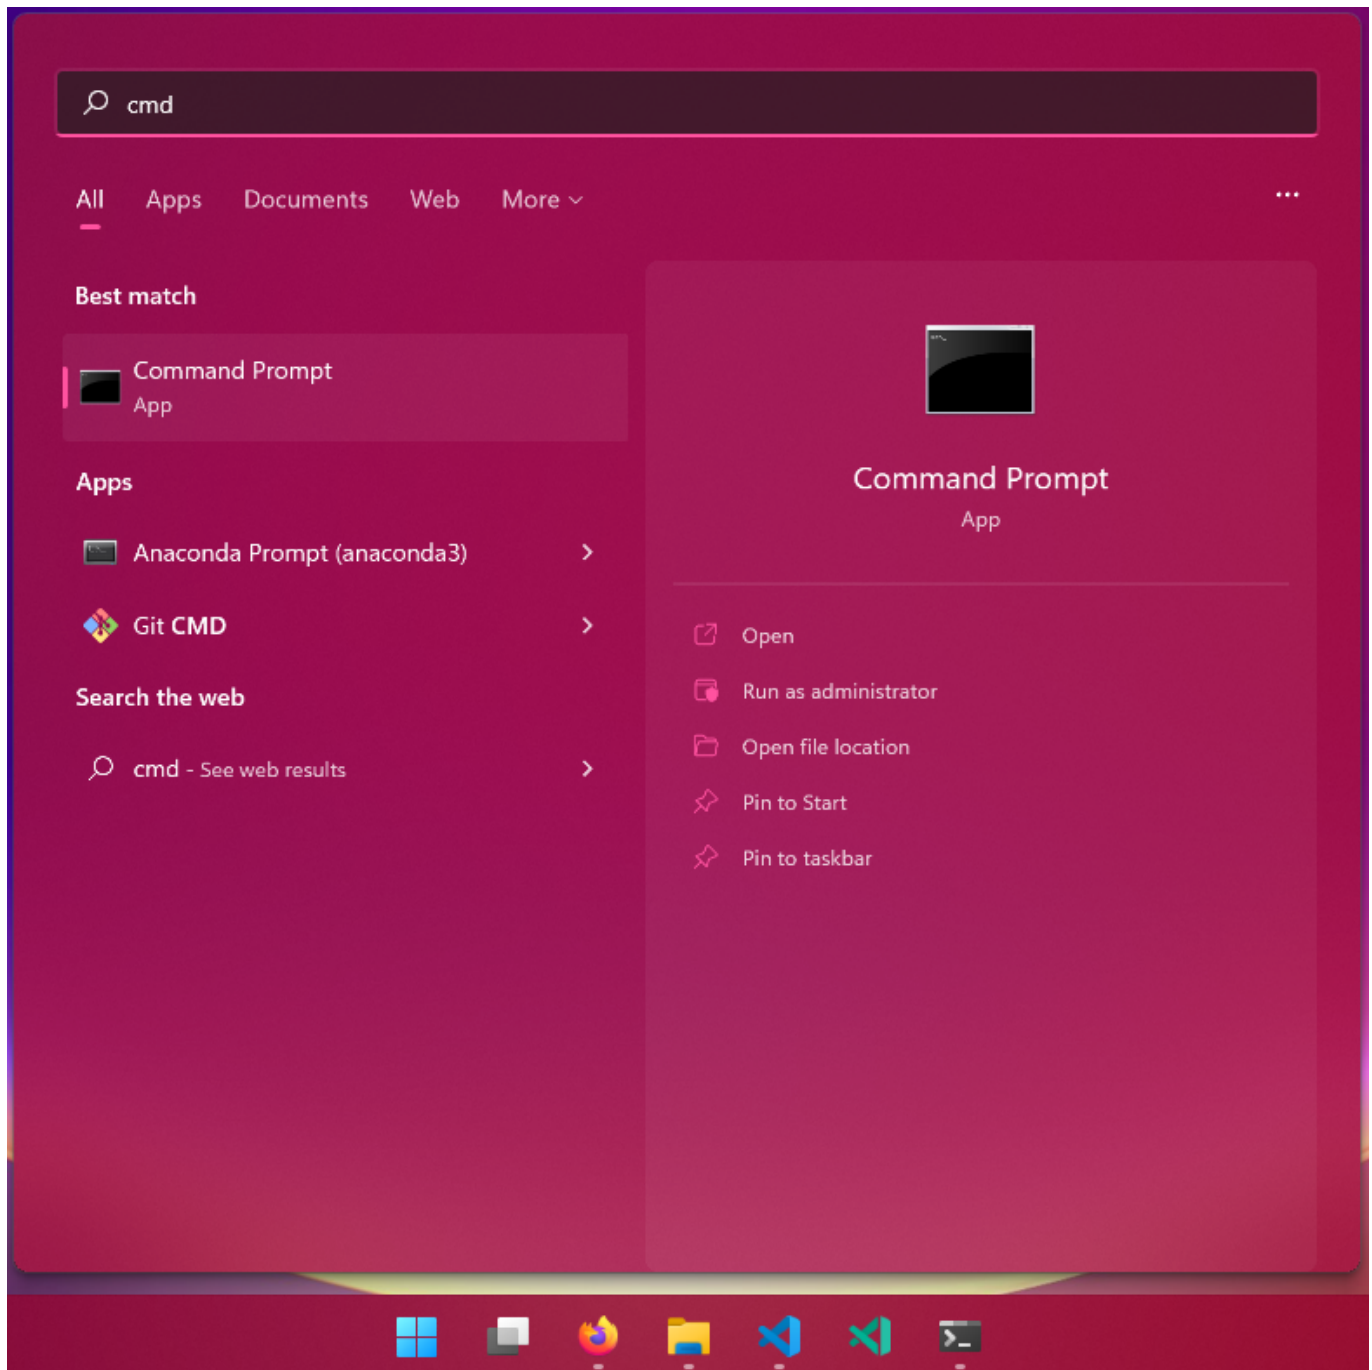 cmd
All Apps Documents Web More
Best match
Command Prompt
App
Apps
Anaconda Prompt (anaconda3)
Git CMD
Search the web
cmd - See web results
Command Prompt
App
Open
Run as administrator
Open file location
Pin to Start
Pin to taskbar